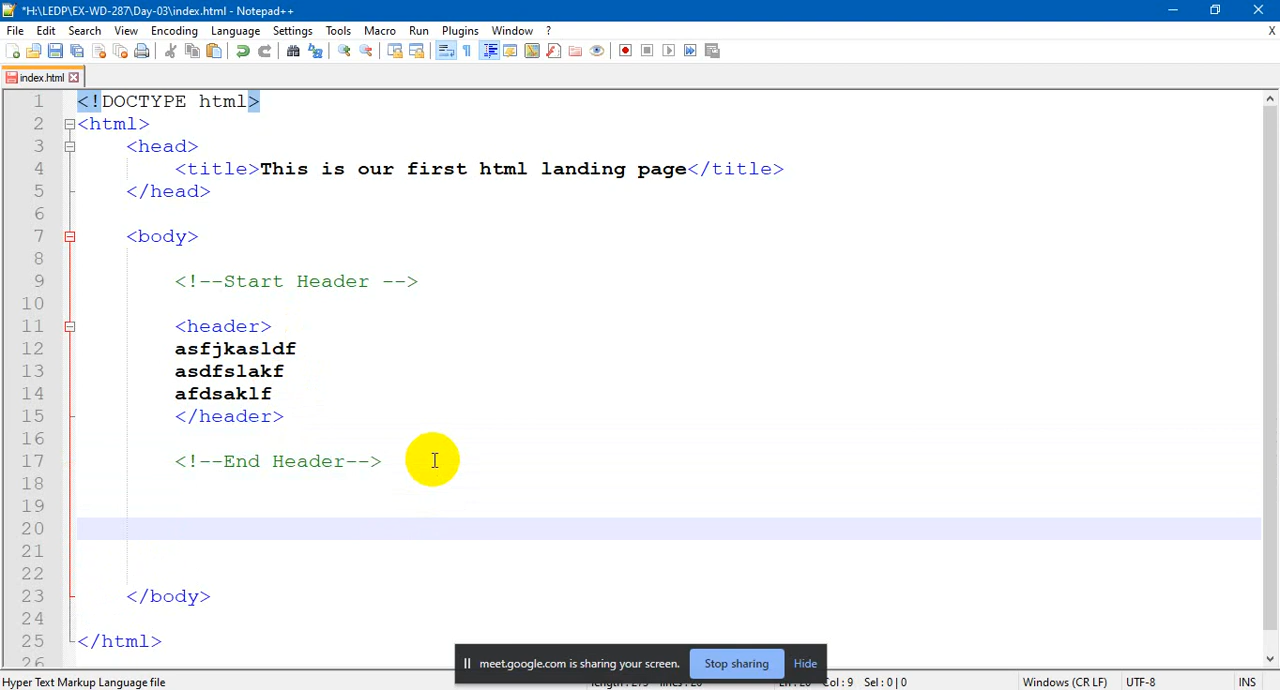 *H:\LEDP\EX-WD-287\Day-03\index.html - Notepad++
File Edit Search View Encoding Language Settings Tools Macro Run Plugins Window ? X
index.html
1 <!DOCTYPE html>
2 <html>
3 <head>
4 <title>This is our first html landing page</title>
5 </head>
6
7 <body>
8
9 <!--Start Header -->
10
11 <header>
12 asfjkasldf
13 asdfslakf
14 afdsaklf
15 </header>
16
17 <!--End Header-->
18
19
20
21
22
23 </body>
24
25 </html>
26
meet.google.com is sharing your screen. Stop sharing Hide
Hyper Text Markup Language file Col : 9 Sel : 0 | 0 Windows (CR LF) UTF-8 INS